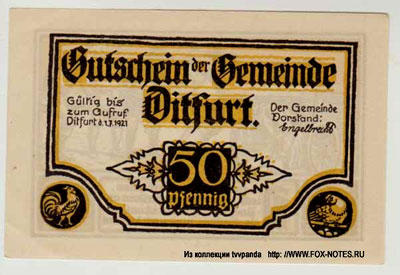 Gutschein der Gemeinde
Ditfurt.
Gültig bis
zum Aufruf
Ditfurt d. 1.7.1921
Der Gemeinde
Vorstand:
Engelbrecht
50
Pfennig
Из коллекции tvvpanda http://WWW.FOX-NOTES.RU